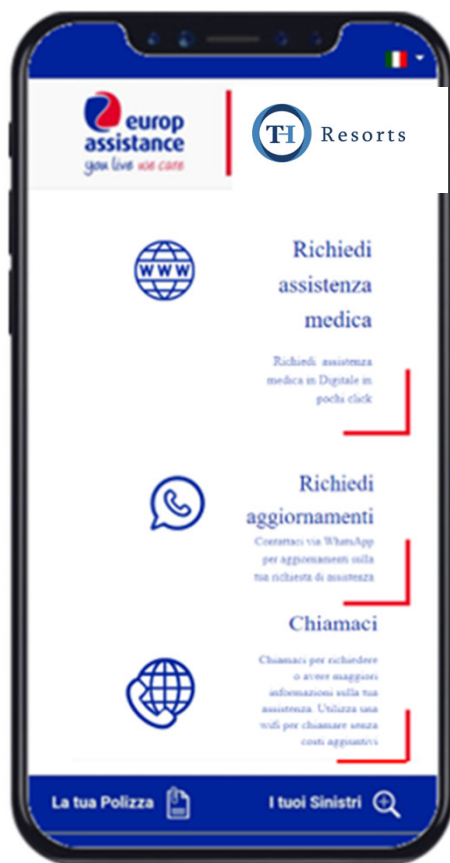 europ
assistance
you live we care
TH Resorts
WWW
Richiedi
assistenza
medica
Richiedi assistenza
medica in Digitale in
pochi click
Richiedi
aggiornamenti
Contattaci via WhatsApp
per aggiornamenti sulla
tua richiesta di assistenza
Chiamaci
Chiamaci per richiedere
o avere maggiori
informazioni sulla tua
assistenza. Utilizza una
wifi per chiamare senza
costi aggiuntivi
La tua Polizza
I tuoi Sinistri